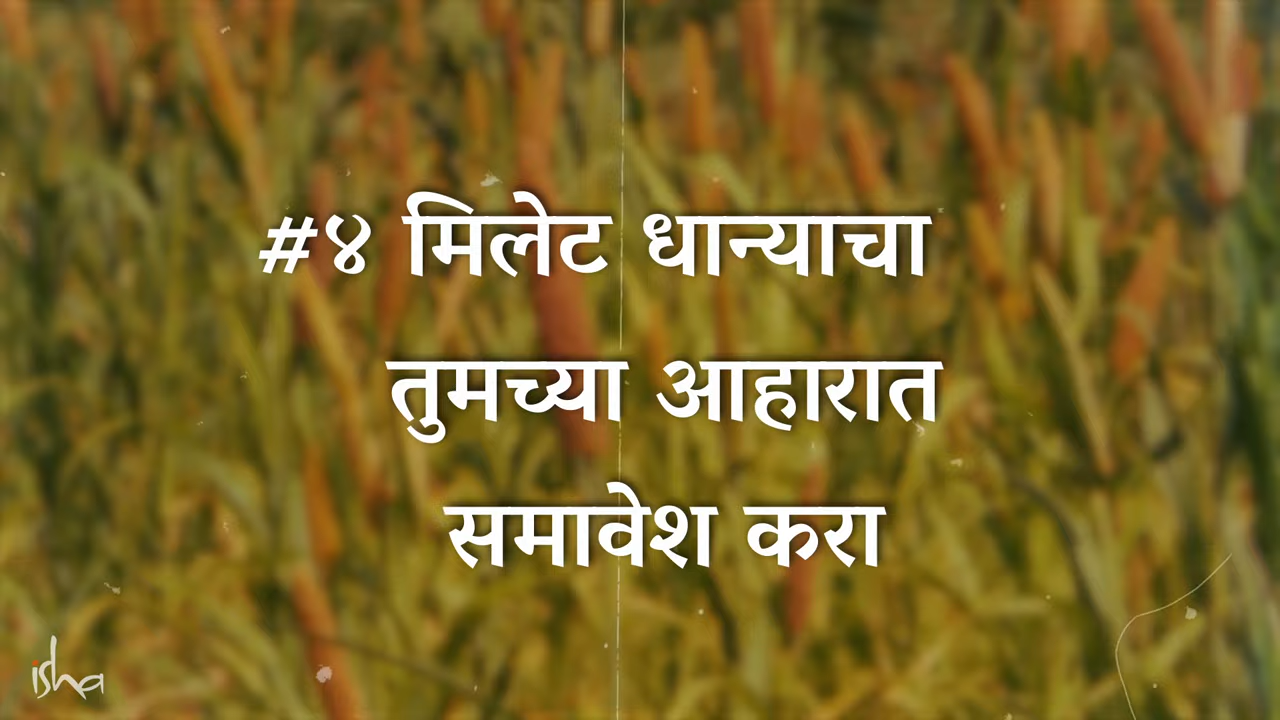 #४ मिलेट धान्याचा
तुमच्या आहारात
समावेश करा
isha